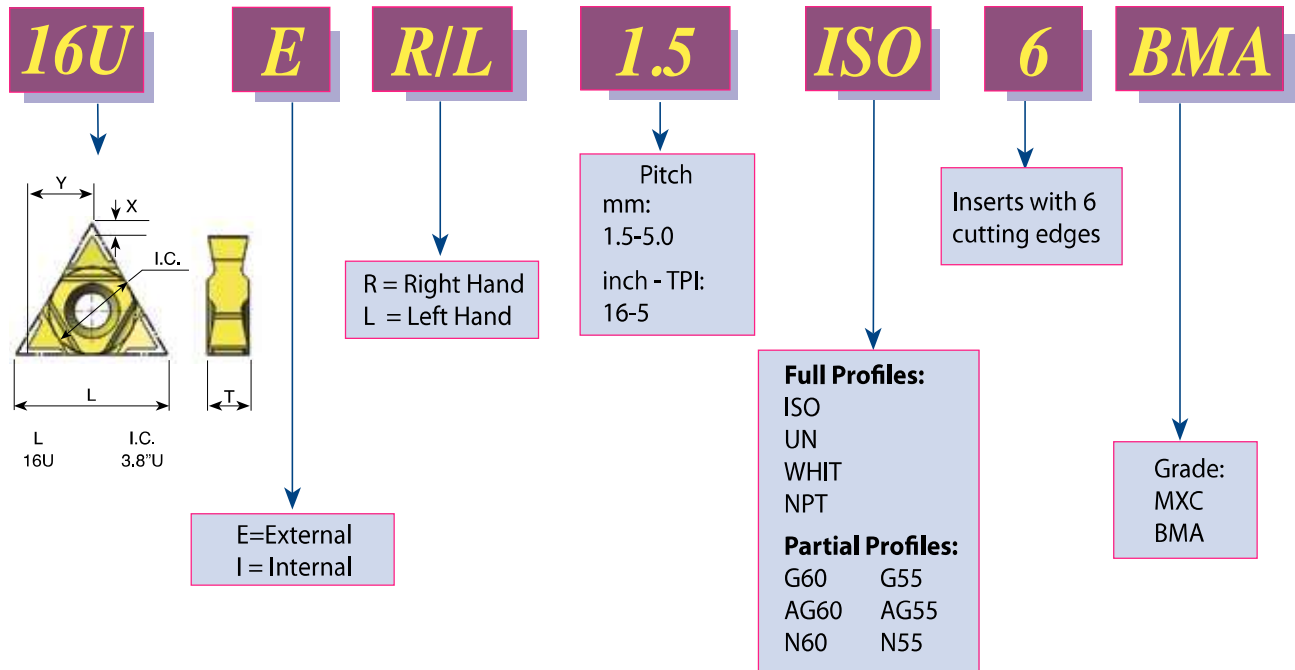 16U E R/L 1.5 ISO 6 BMA
Y
X
I.C.
L
T
L I.C.
16U 3.8”U
E=External
I = Internal
R = Right Hand
L = Left Hand
Pitch
mm:
1.5-5.0
inch - TPI:
16-5
Full Profiles:
ISO
UN
WHIT
NPT
Partial Profiles:
G60 G55
AG60 AG55
N60 N55
Inserts with 6
cutting edges
Grade:
MXC
BMA